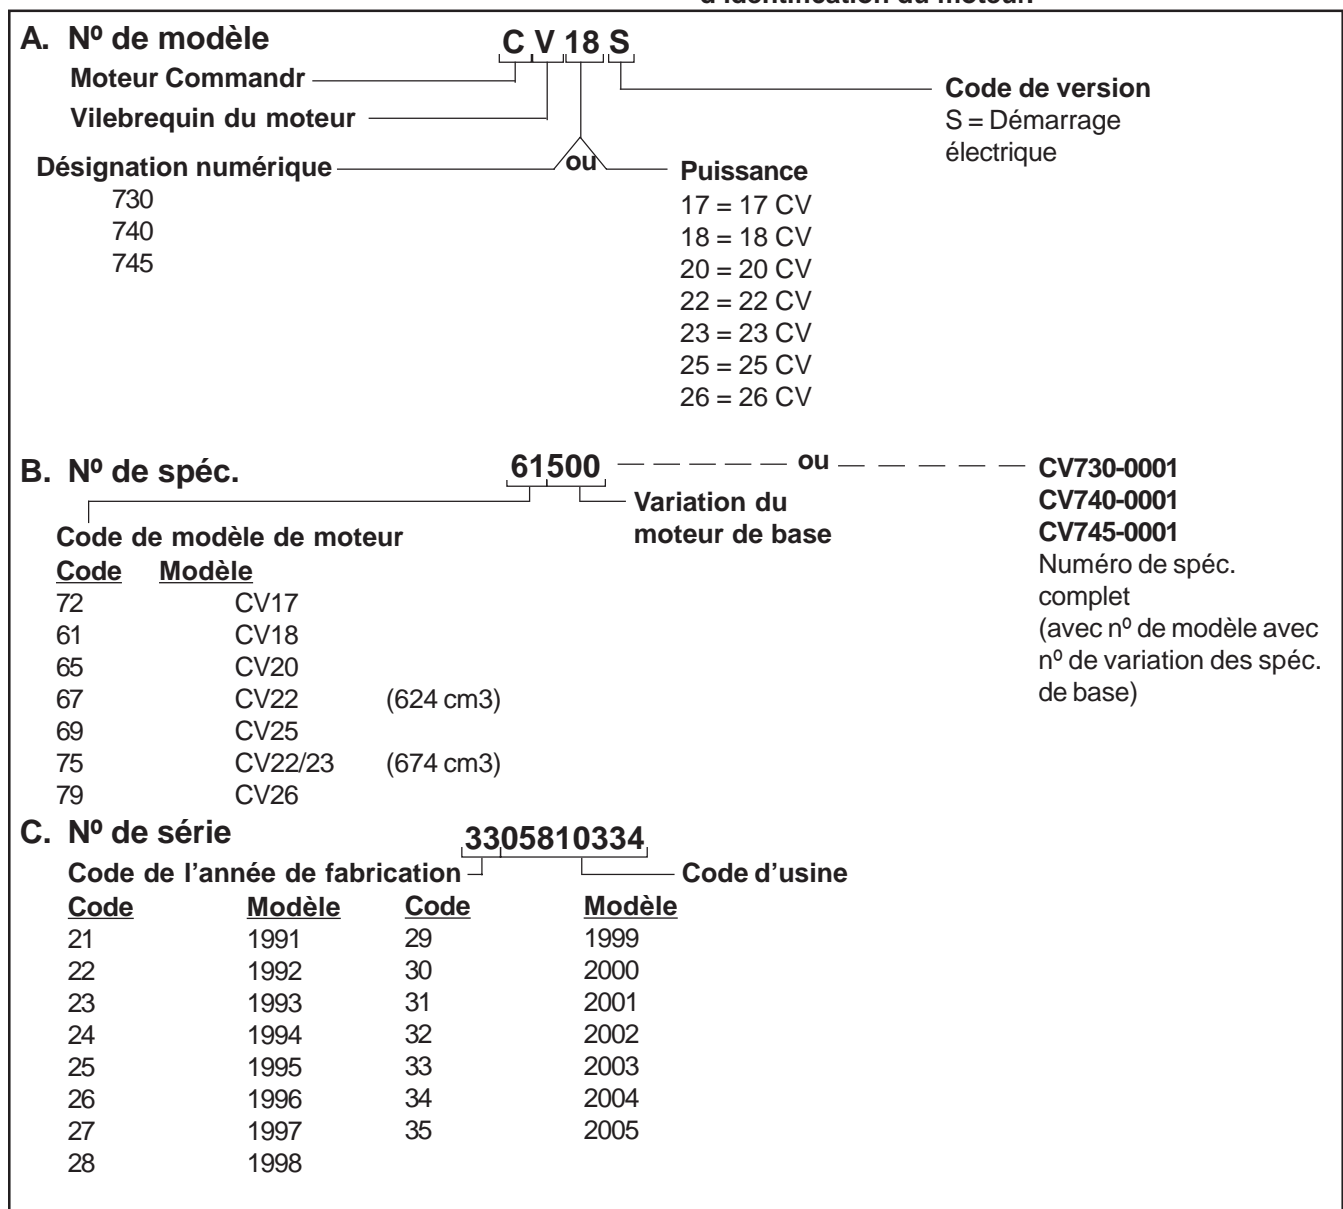 d'identification du moteur.
A. Nº de modèle
C V 18 S
Moteur Commandr
Code de version
Vilebrequin du moteur
S = Démarrage
électrique
Désignation numérique
ou
Puissance
730
17 = 17 CV
740
18 = 18 CV
745
20 = 20 CV
22 = 22 CV
23 = 23 CV
25 = 25 CV
26 = 26 CV
B. Nº de spéc.
61500
ou
CV730-0001
CV740-0001
CV745-0001
Variation du
moteur de base
Numéro de spéc.
complet
(avec nº de modèle avec
nº de variation des spéc.
de base)
Code de modèle de moteur
Code Modèle
72 CV17
61 CV18
65 CV20
67 CV22 (624 cm3)
69 CV25
75 CV22/23 (674 cm3)
79 CV26
C. Nº de série
3305810334
Code de l’année de fabrication
Code d’usine
Code Modèle Code Modèle
21 1991 29 1999
22 1992 30 2000
23 1993 31 2001
24 1994 32 2002
25 1995 33 2003
26 1996 34 2004
27 1997 35 2005
28 1998